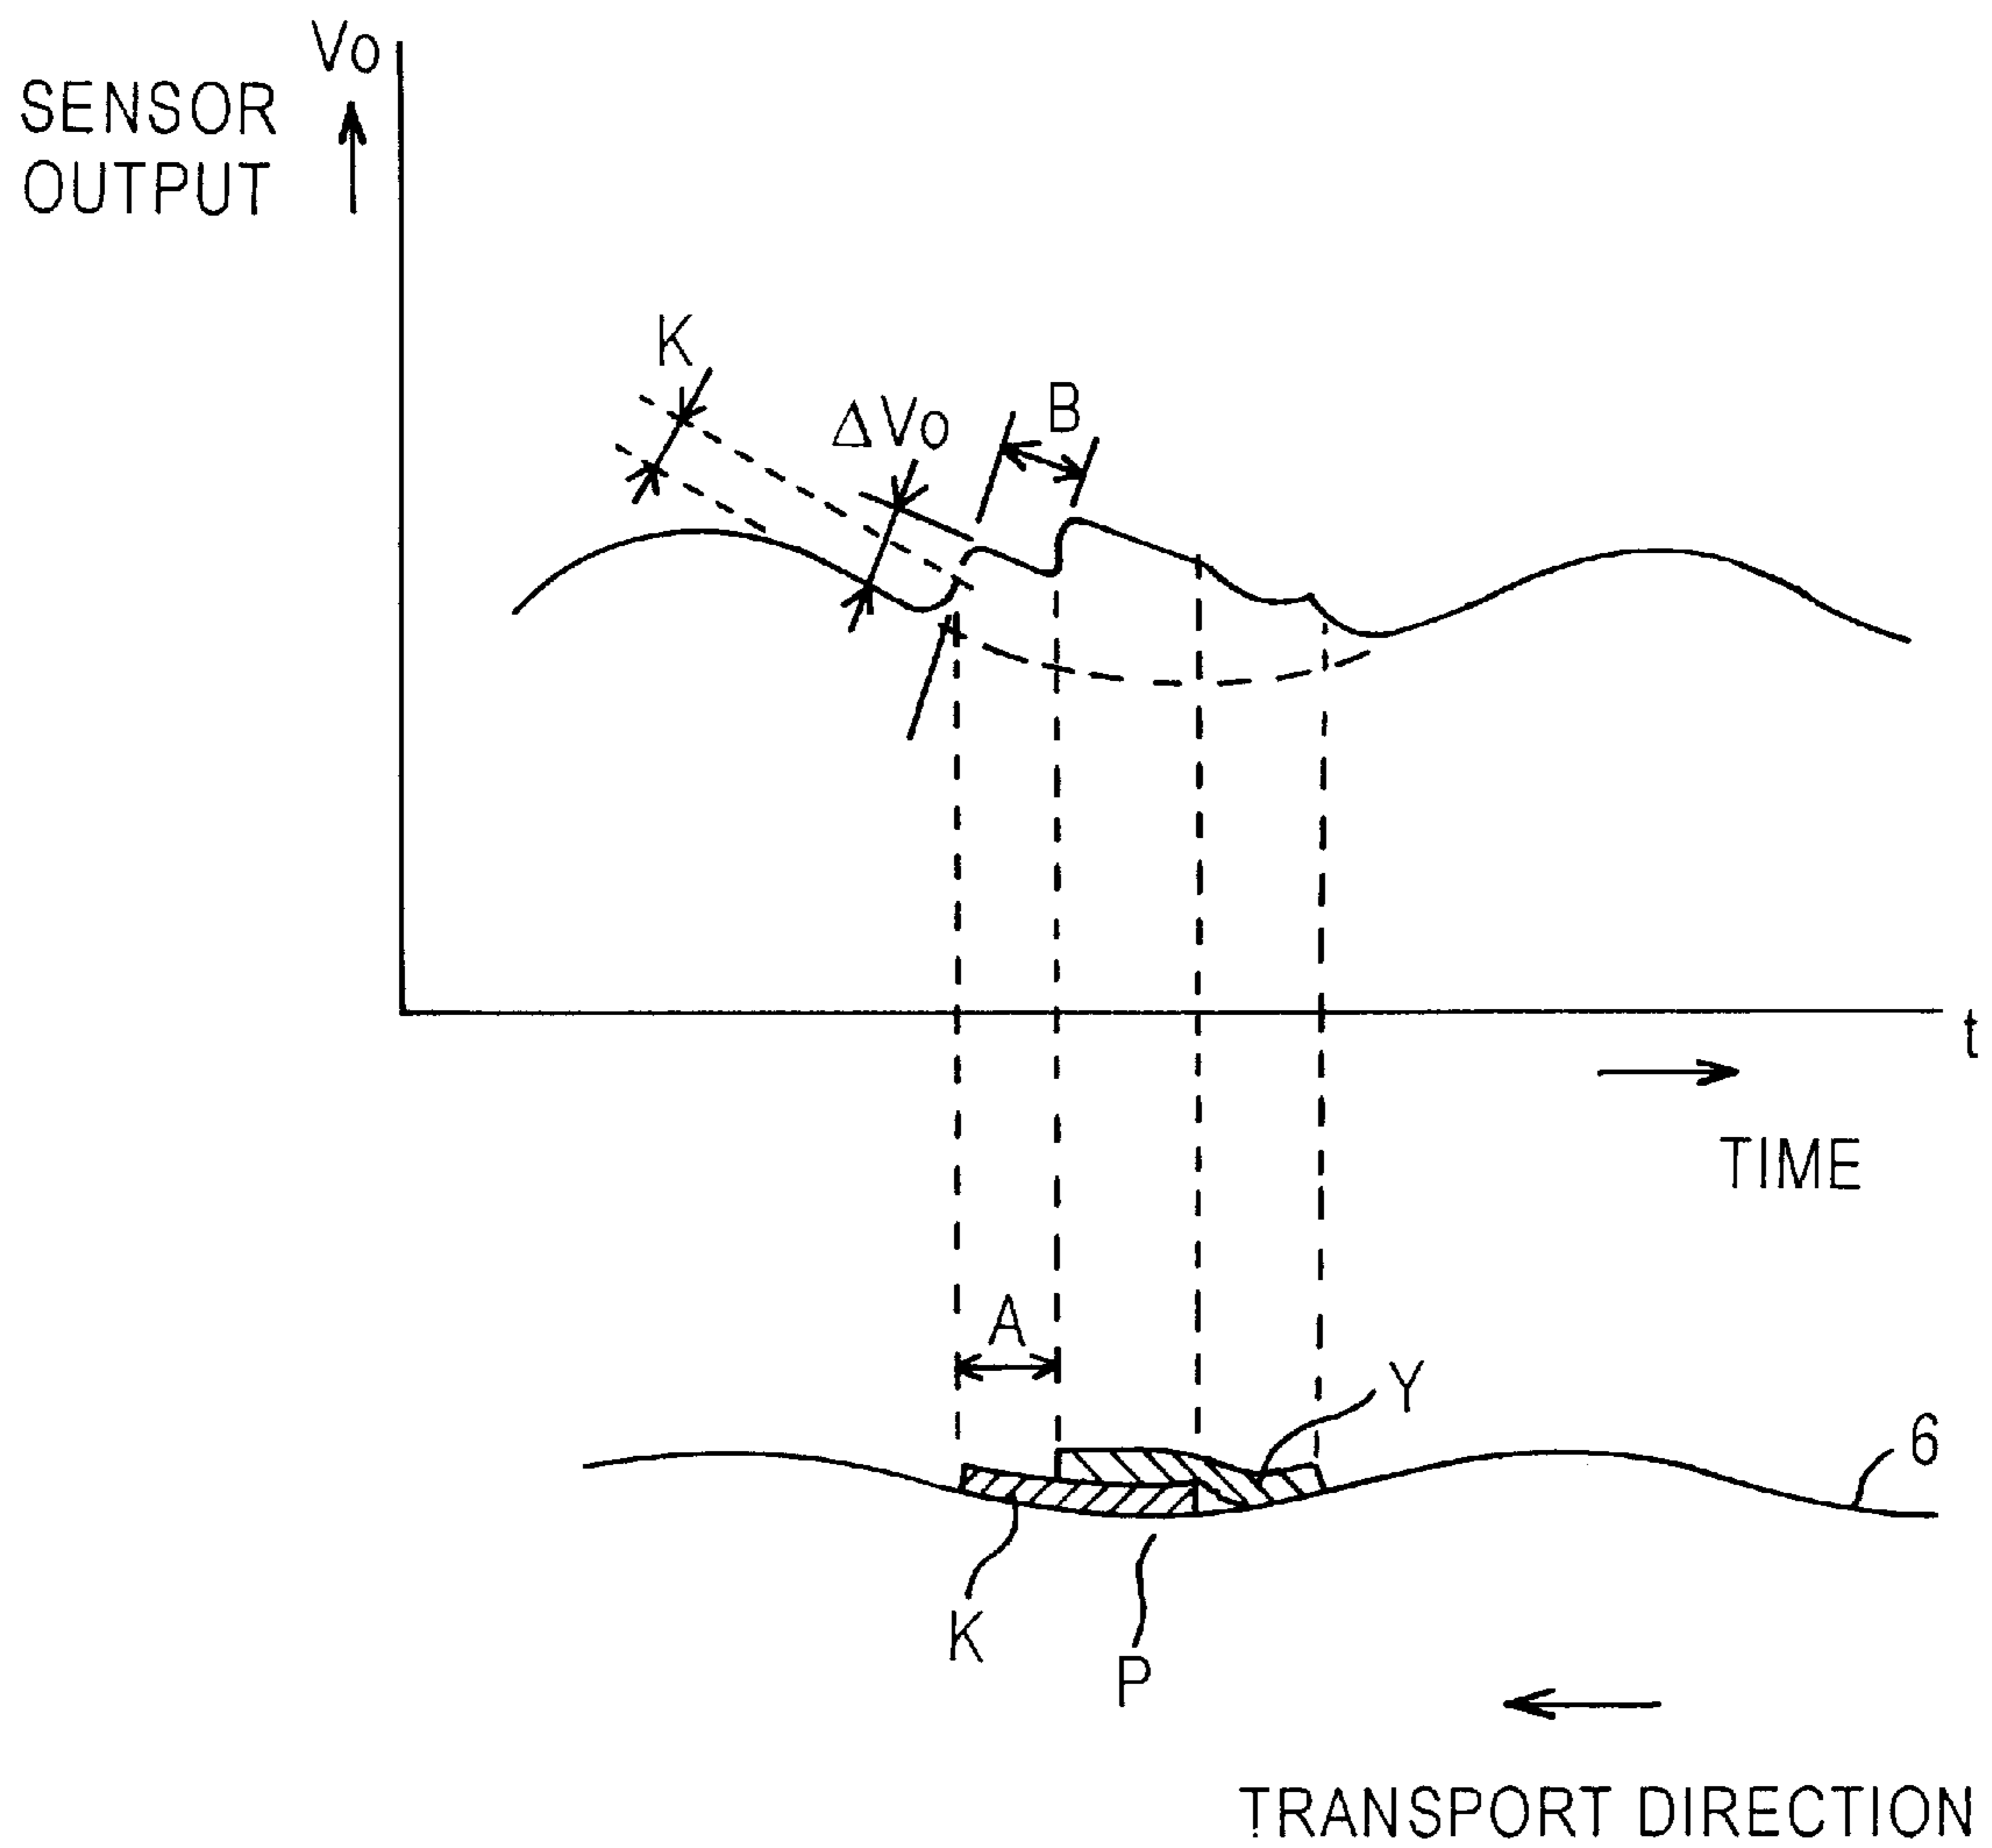 Vo
SENSOR
OUTPUT
K
ΔVo
B
t
TIME
A
Y
6
K
P
TRANSPORT DIRECTION